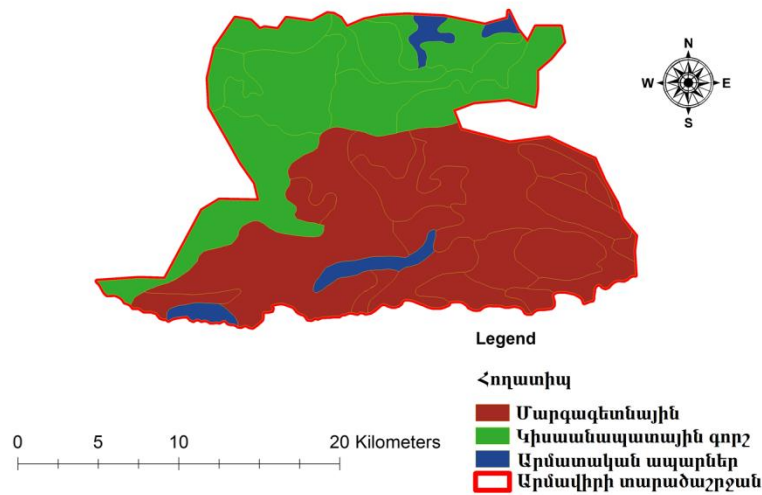 N
W E
S
Legend
Հողատիպ
Մարգագետնային
Կիսաանապատային գորշ
Արմատական ապարներ
Արմավիրի տարածաշրջան
0 5 10 20 Kilometers